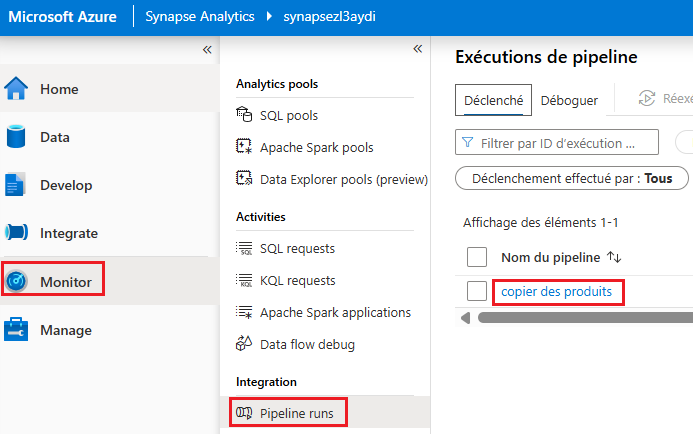 Microsoft Azure Synapse Analytics synapsezl3aydi
«
Home
Data
Develop
Integrate
Monitor
Manage
«
Analytics pools
SQL pools
Apache Spark pools
Data Explorer pools (preview)
Activities
SQL requests
KQL requests
Apache Spark applications
Data flow debug
Integration
Pipeline runs
Exécutions de pipeline
Déclenché Déboguer Réexé
Filtrer par ID d'exécution ...
Déclenchement effectué par : Tous
Affichage des éléments 1-1
Nom du pipeline
copier des produits